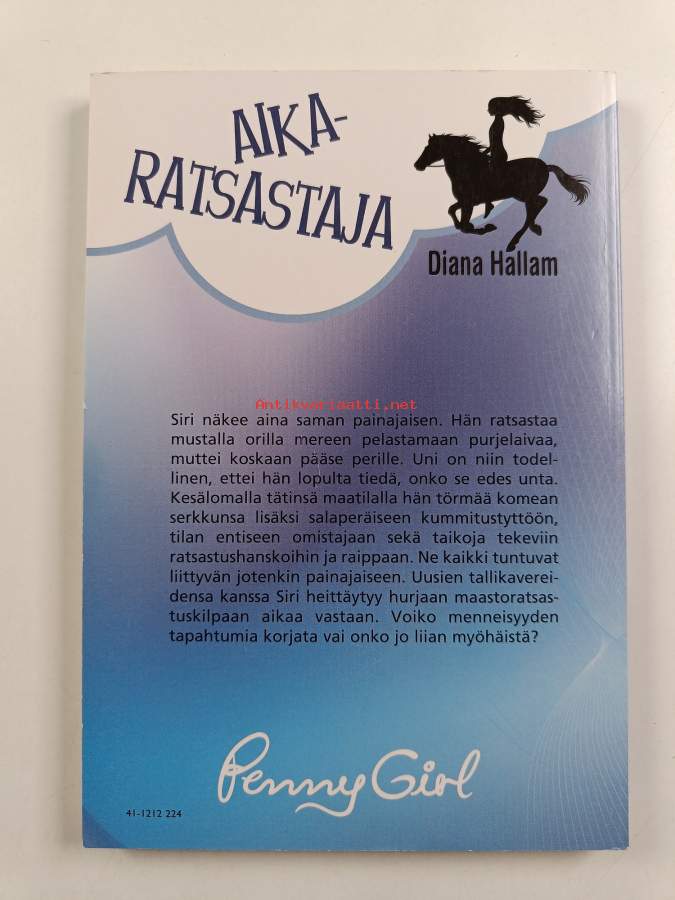 AIKA-
RATSASTAJA
Diana Hallam
Antikvariaatti.net
Siri näkee aina saman painajaisen. Hän ratsastaa
mustalla orilla mereen pelastamaan purjelaivaa,
muttei koskaan pääse perille. Uni on niin todel-
linen, ettei hän lopulta tiedä, onko se edes unta.
Kesälomalla tätinsä maatilalla hän törmää komean
serkkunsa lisäksi salaperäiseen kummitustyttöön,
tilan entiseen omistajaan sekä taikoja tekeviin
ratsastushanskoihin ja raippaan. Ne kaikki tuntuvat
liittyvän jotenkin painajaiseen. Uusien tallikaverei-
densa kanssa Siri heittäytyy hurjaan maastoratsas-
tuskilpaan aikaa vastaan. Voiko menneisyyden
tapahtumia korjata vai onko jo liian myöhäistä?
Penny Girl
41-1212 224